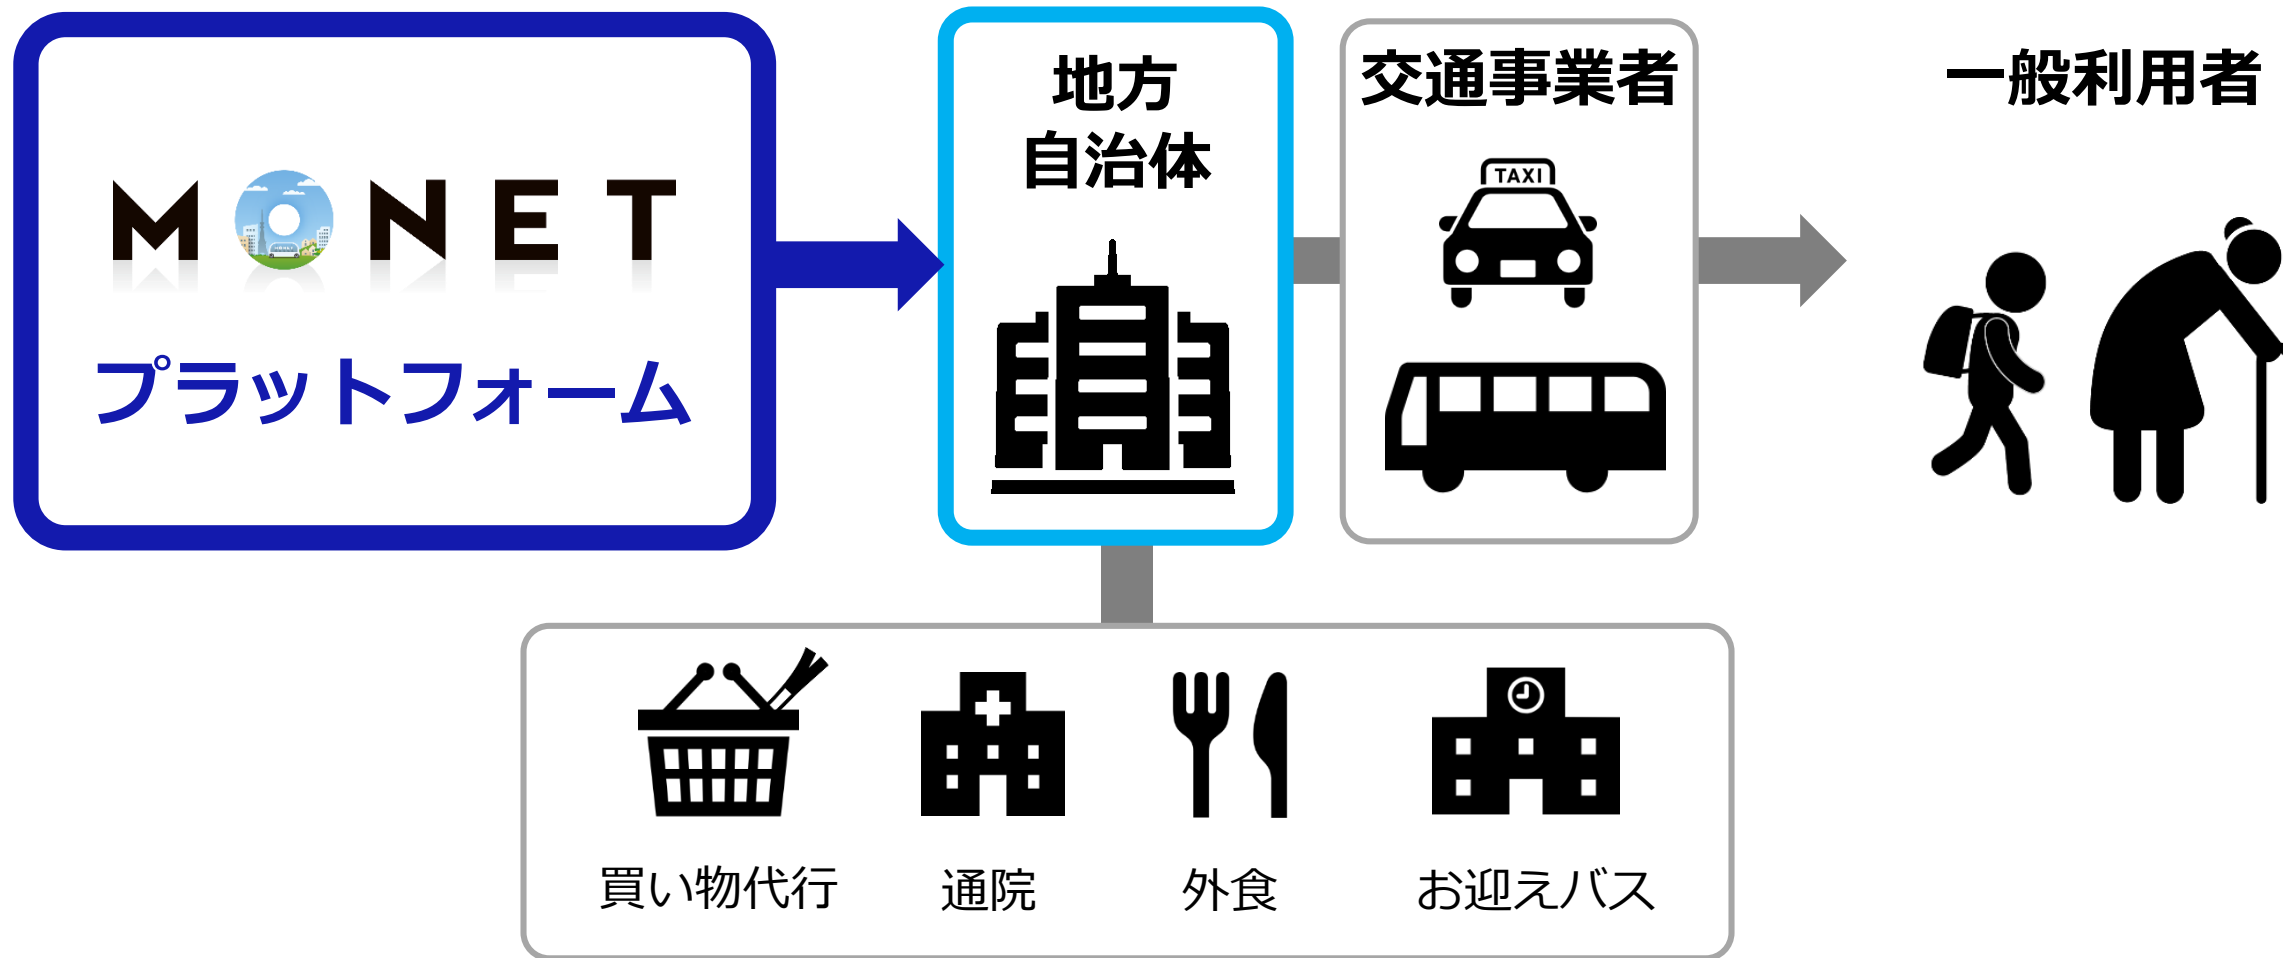 MONET
プラットフォーム
地方
自治体
交通事業者
TAXI
一般利用者
買い物代行
通院
外食
お迎えバス